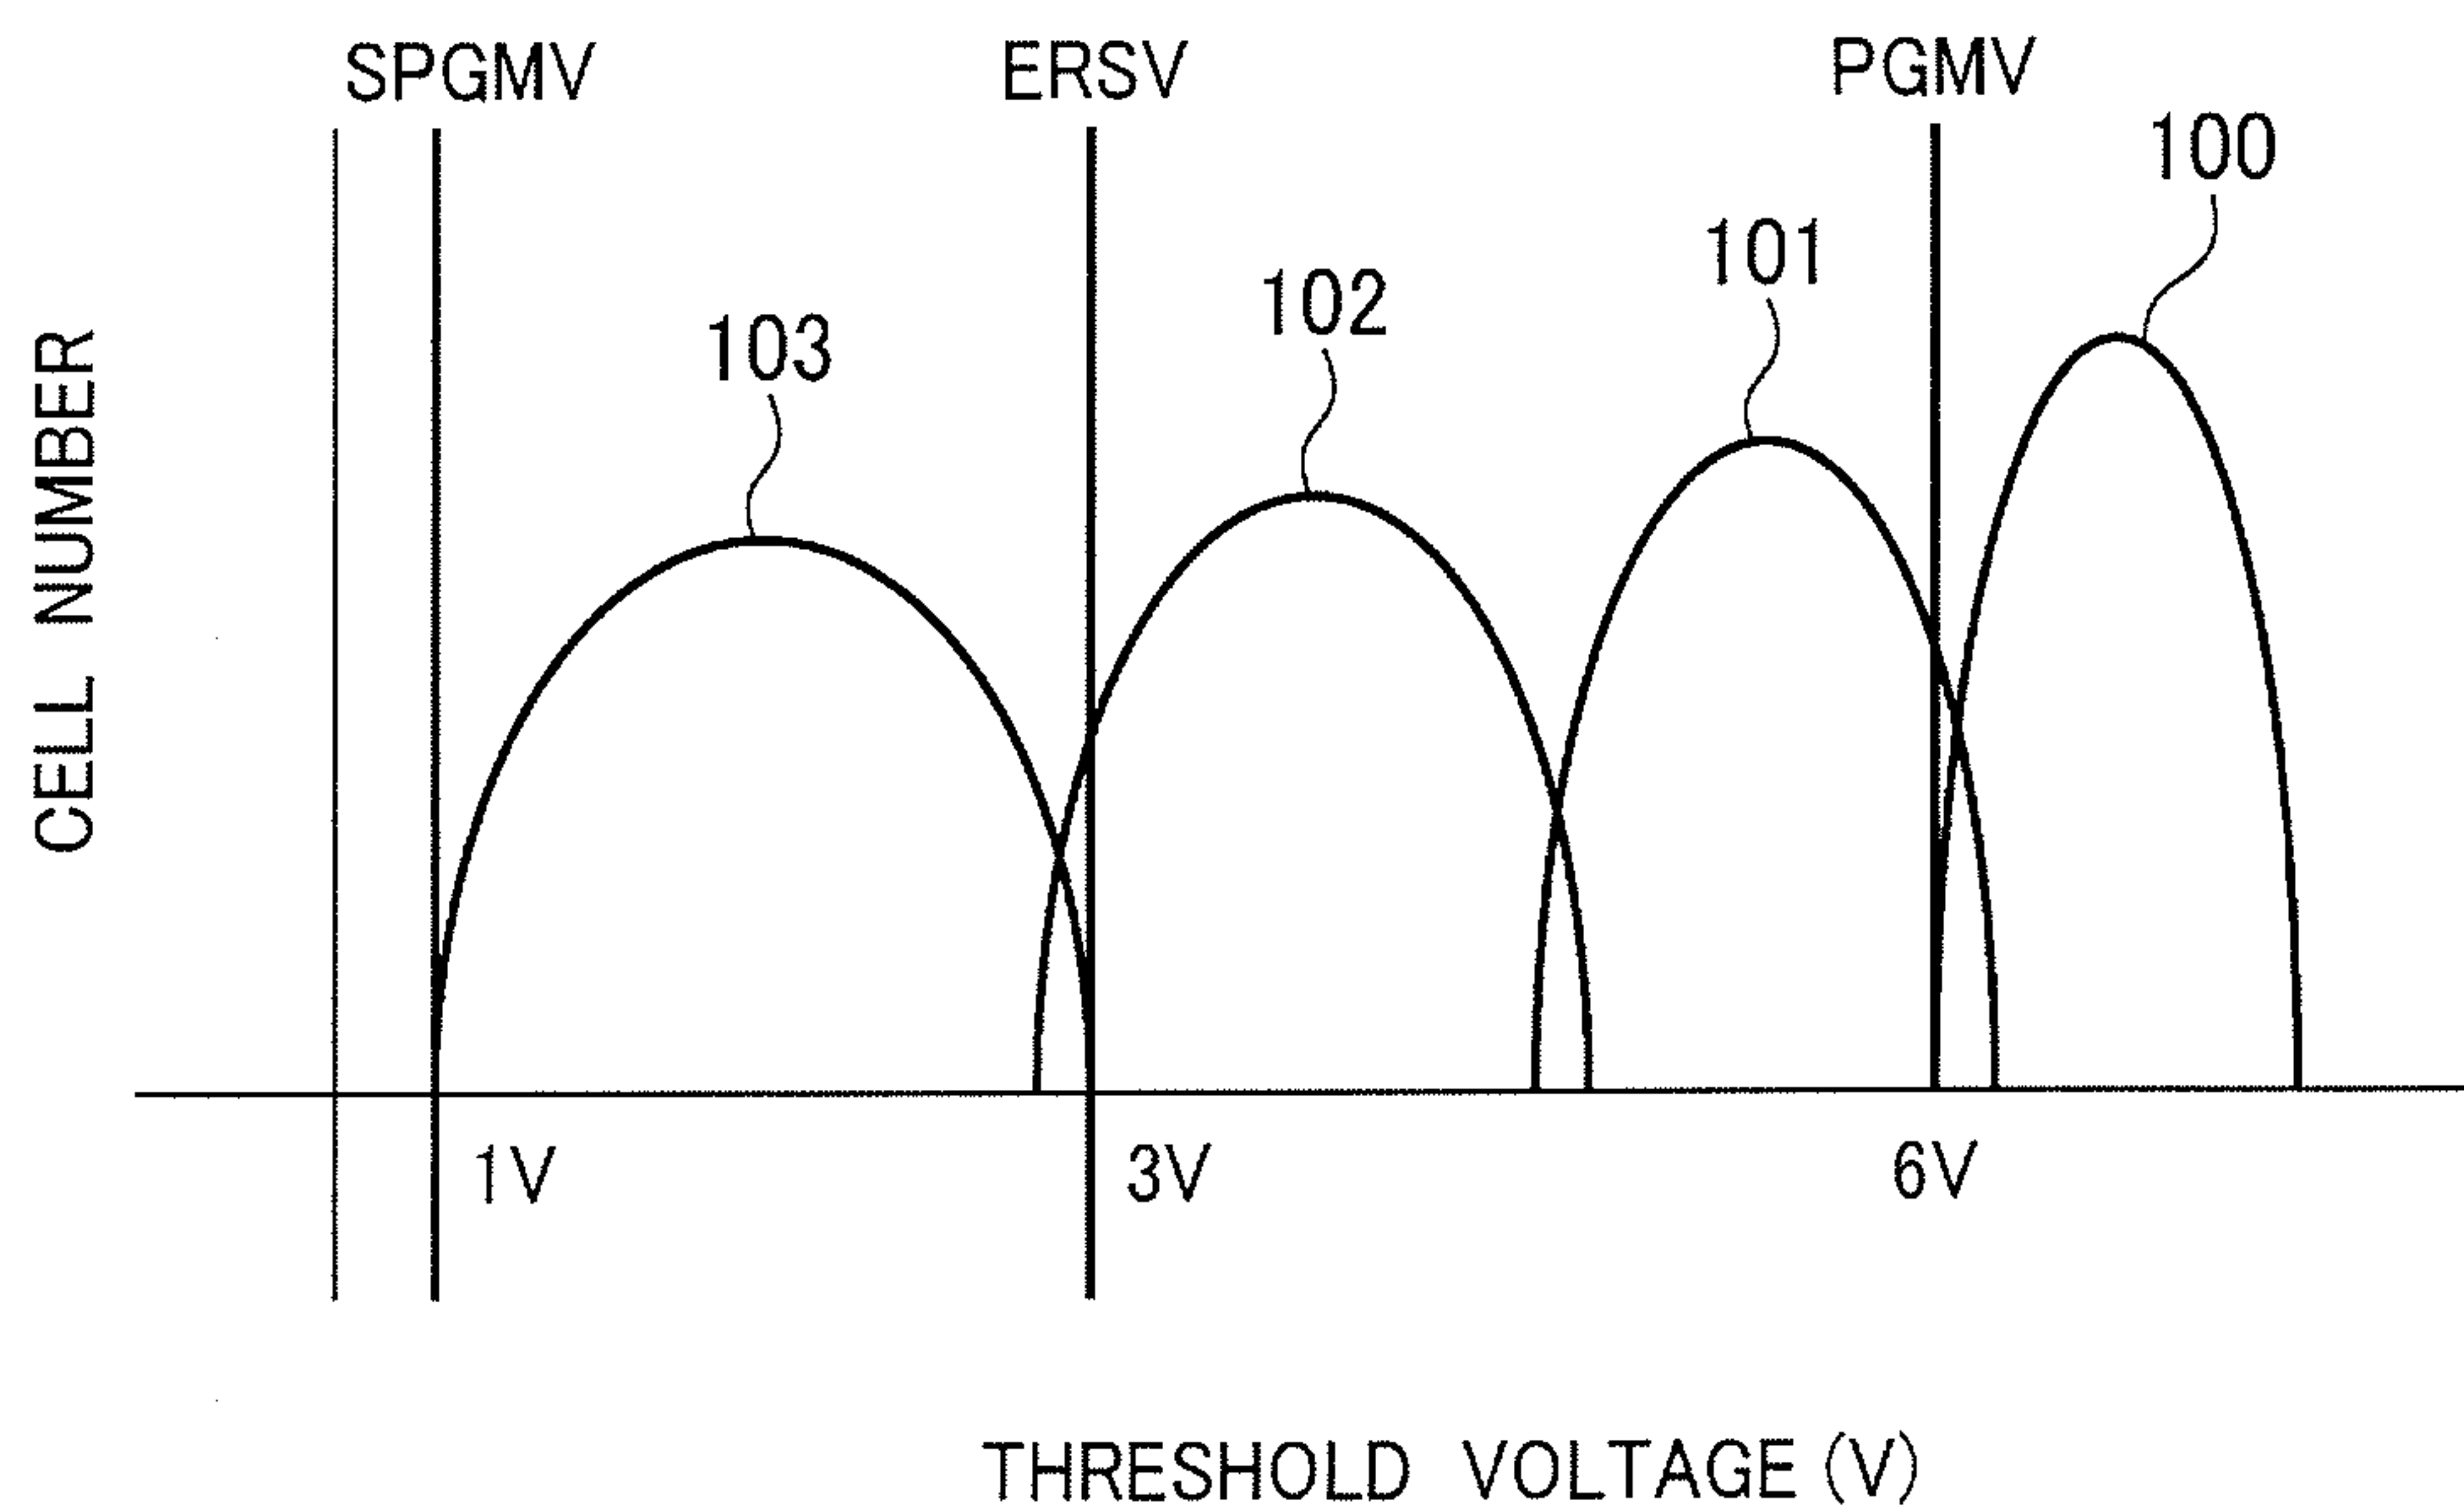 SPGMV ERSV PGMV
100
101
102
103
CELL NUMBER
1V 3V 6V
THRESHOLD VOLTAGE (V)